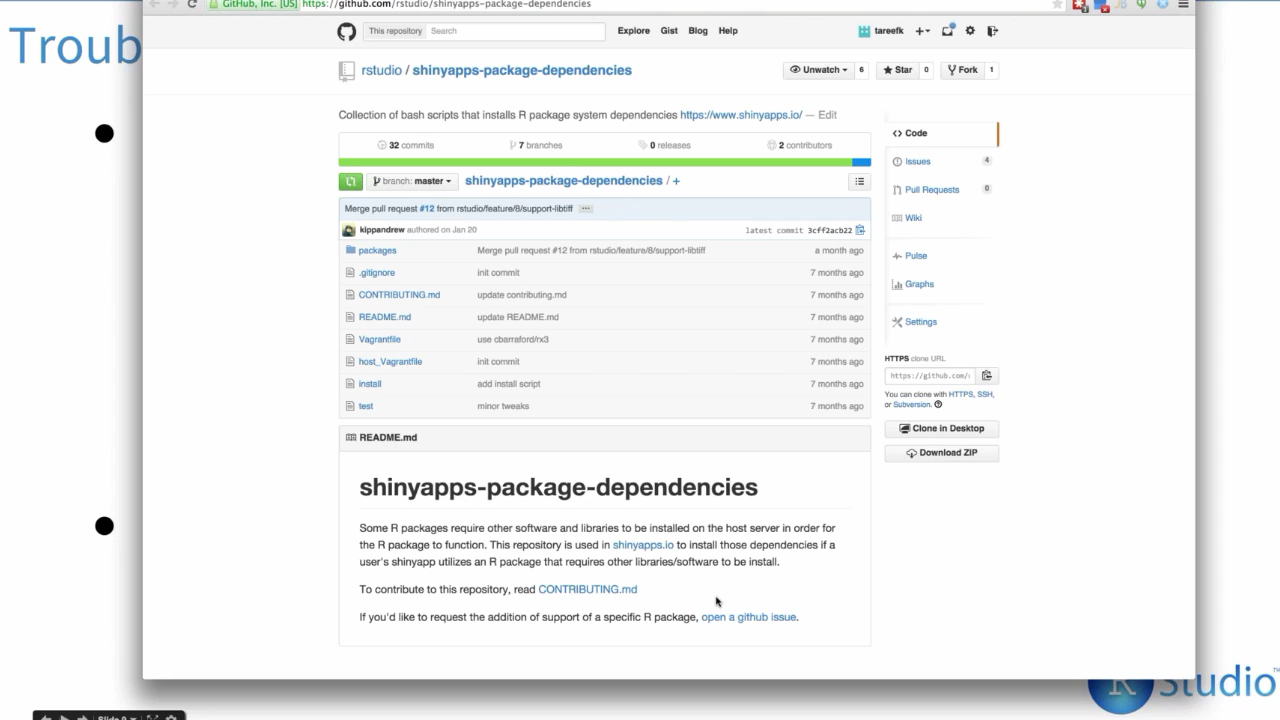 GitHub, Inc. [US] https://github.com/rstudio/shinyapps-package-dependencies
Troub
This repository Search Explore Gist Blog Help tareefk
rstudio / shinyapps-package-dependencies Unwatch 6 Star 0 Fork 1
Collection of bash scripts that installs R package system dependencies https://www.shinyapps.io/ — Edit
32 commits 7 branches 0 releases 2 contributors
branch: master shinyapps-package-dependencies / +
Merge pull request #12 from rstudio/feature/8/support-libtiff ...
kippandrew authored on Jan 20 latest commit 3cff2acb22
packages Merge pull request #12 from rstudio/feature/8/support-libtiff a month ago
.gitignore init commit 7 months ago
CONTRIBUTING.md update contributing.md 7 months ago
README.md update README.md 7 months ago
Vagrantfile use cbarraford/rx3 7 months ago
host_Vagrantfile init commit 7 months ago
install add install script 7 months ago
test minor tweaks 7 months ago
README.md
shinyapps-package-dependencies
Some R packages require other software and libraries to be installed on the host server in order for
the R package to function. This repository is used in shinyapps.io to install those dependencies if a
user's shinyapp utilizes an R package that requires other libraries/software to be install.
To contribute to this repository, read CONTRIBUTING.md
If you'd like to request the addition of support of a specific R package, open a github issue.
Code
Issues 4
Pull Requests 0
Wiki
Pulse
Graphs
Settings
HTTPS clone URL
https://github.com/
You can clone with HTTPS, SSH,
or Subversion.
Clone in Desktop
Download ZIP
R Studio™
Slide 9